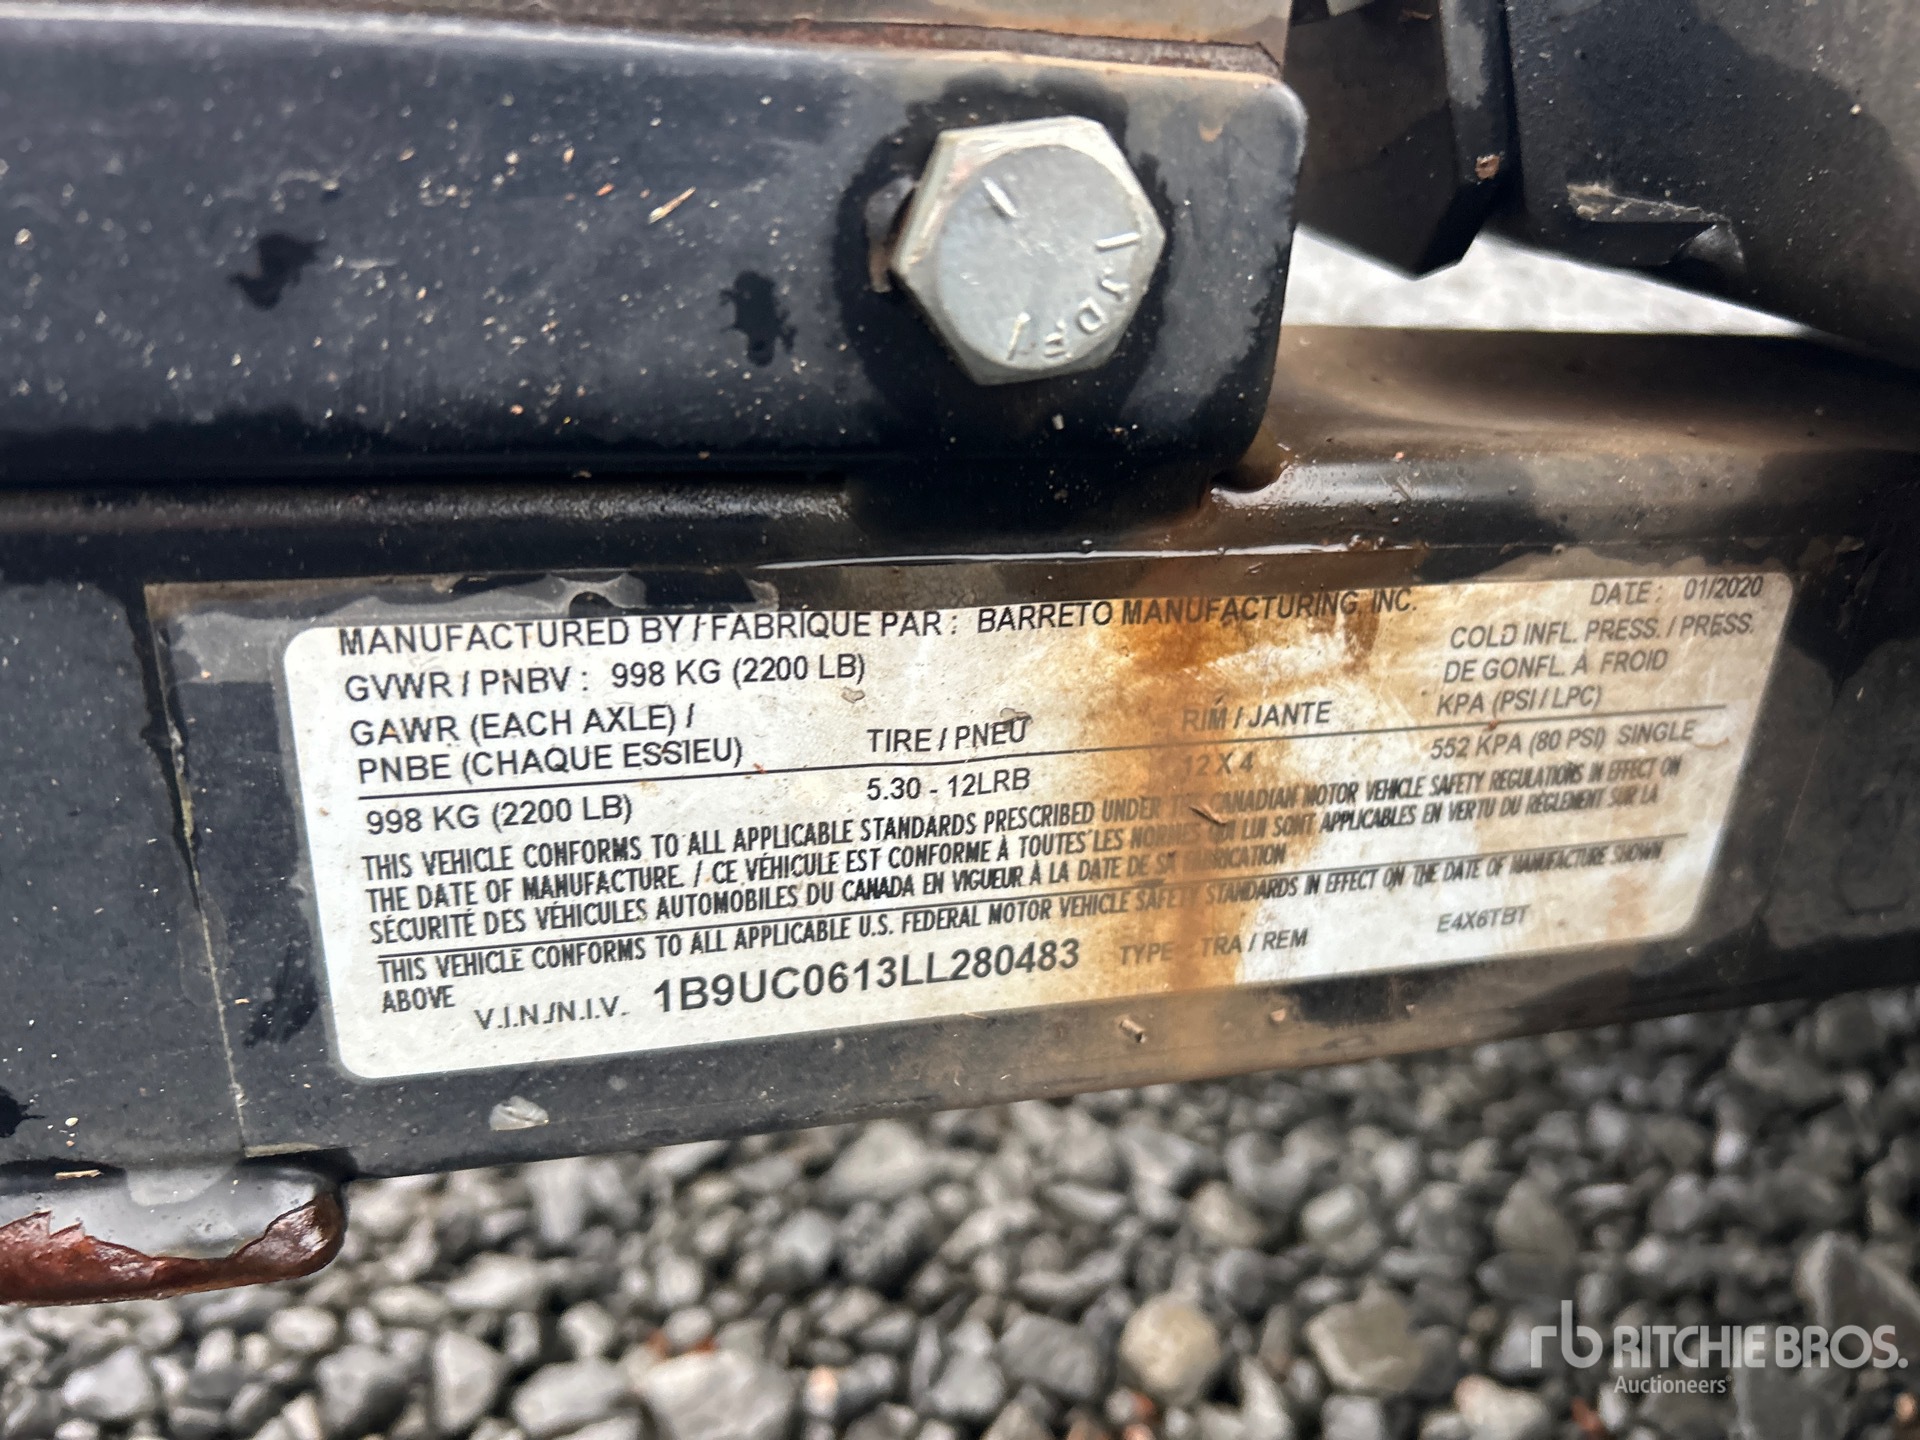 JDF
MANUFACTURED BY / FABRIQUE PAR : BARRETO MANUFACTURING, INC. DATE : 01/2020
GVWR / PNBV : 998 KG (2200 LB)
COLD INFL. PRESS. / PRESS.
DE GONFL. À FROID
GAWR (EACH AXLE) /
PNBE (CHAQUE ESSIEU) TIRE / PNEU RIM / JANTE KPA (PSI / LPC)
998 KG (2200 LB) 5.30 - 12LRB 12 X 4 552 KPA (80 PSI) SINGLE
THIS VEHICLE CONFORMS TO ALL APPLICABLE STANDARDS PRESCRIBED UNDER THE CANADIAN MOTOR VEHICLE SAFETY REGULATIONS IN EFFECT ON
THE DATE OF MANUFACTURE. / CE VÉHICULE EST CONFORME À TOUTES LES NORMES QUI LUI SONT APPLICABLES EN VERTU DU RÈGLEMENT SUR LA
SÉCURITÉ DES VÉHICULES AUTOMOBILES DU CANADA EN VIGUEUR À LA DATE DE SA FABRICATION
THIS VEHICLE CONFORMS TO ALL APPLICABLE U.S. FEDERAL MOTOR VEHICLE SAFETY STANDARDS IN EFFECT ON THE DATE OF MANUFACTURE SHOWN
ABOVE
V.I.N./N.I.V. 1B9UC0613LL280483 TYPE TRA / REM E4X6TBT
rb RITCHIE BROS.
Auctioneers